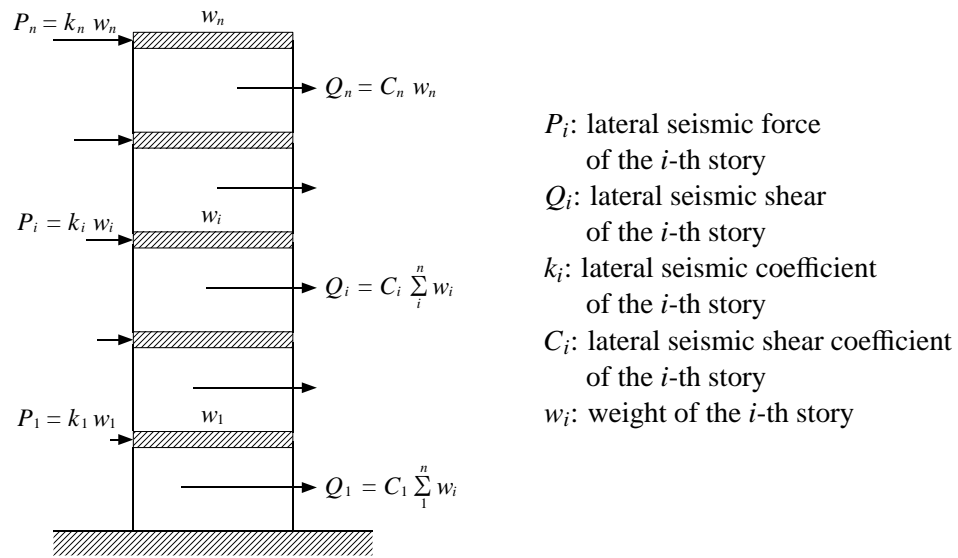 wₙ
Pₙ = kₙ wₙ
Qₙ = Cₙ wₙ
wᵢ
Pᵢ = kᵢ wᵢ
Qᵢ = Cᵢ ∑ᵢⁿ wᵢ
w₁
P₁ = k₁ w₁
Q₁ = C₁ ∑₁ⁿ wᵢ
Pᵢ: lateral seismic force
of the i-th story
Qᵢ: lateral seismic shear
of the i-th story
kᵢ: lateral seismic coefficient
of the i-th story
Cᵢ: lateral seismic shear coefficient
of the i-th story
wᵢ: weight of the i-th story